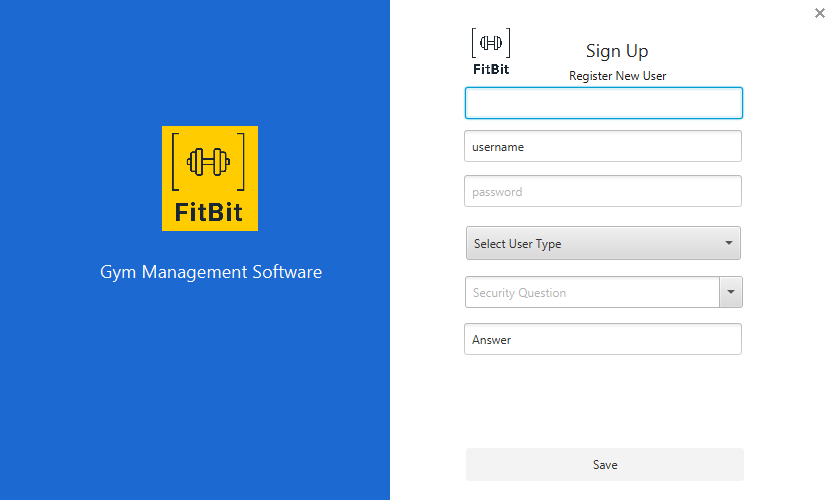 FitBit
Gym Management Software
FitBit
Sign Up
Register New User
username
password
Select User Type
Security Question
Answer
Save